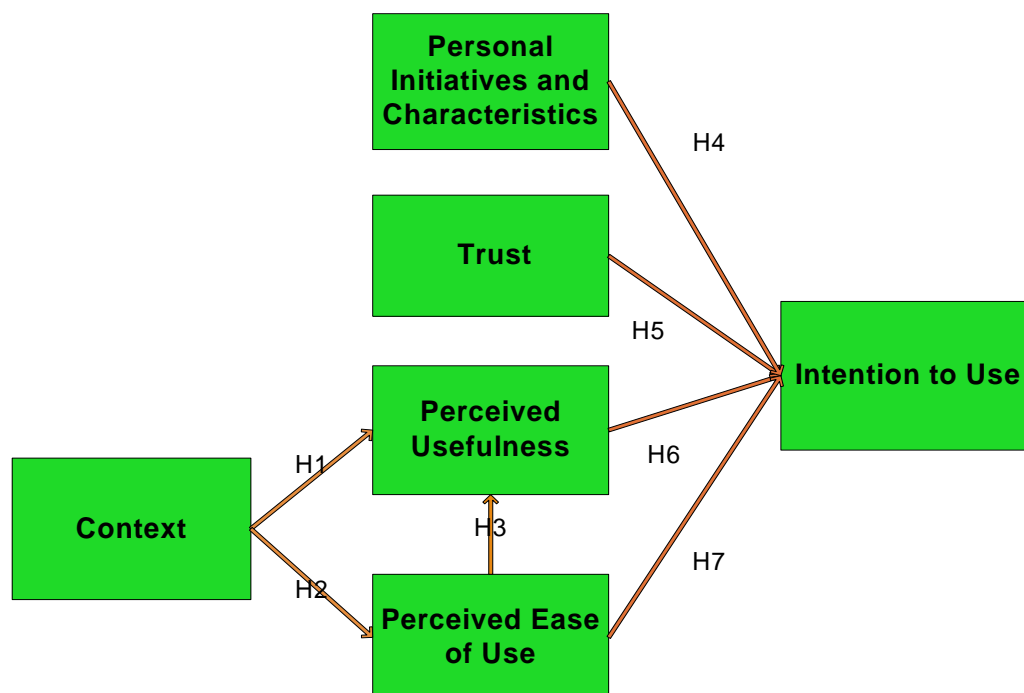 Personal
Initiatives and
Characteristics
H4
Trust
H5
Intention to Use
Perceived
Usefulness
H6
H1
Context
H3
H2
H7
Perceived Ease
of Use